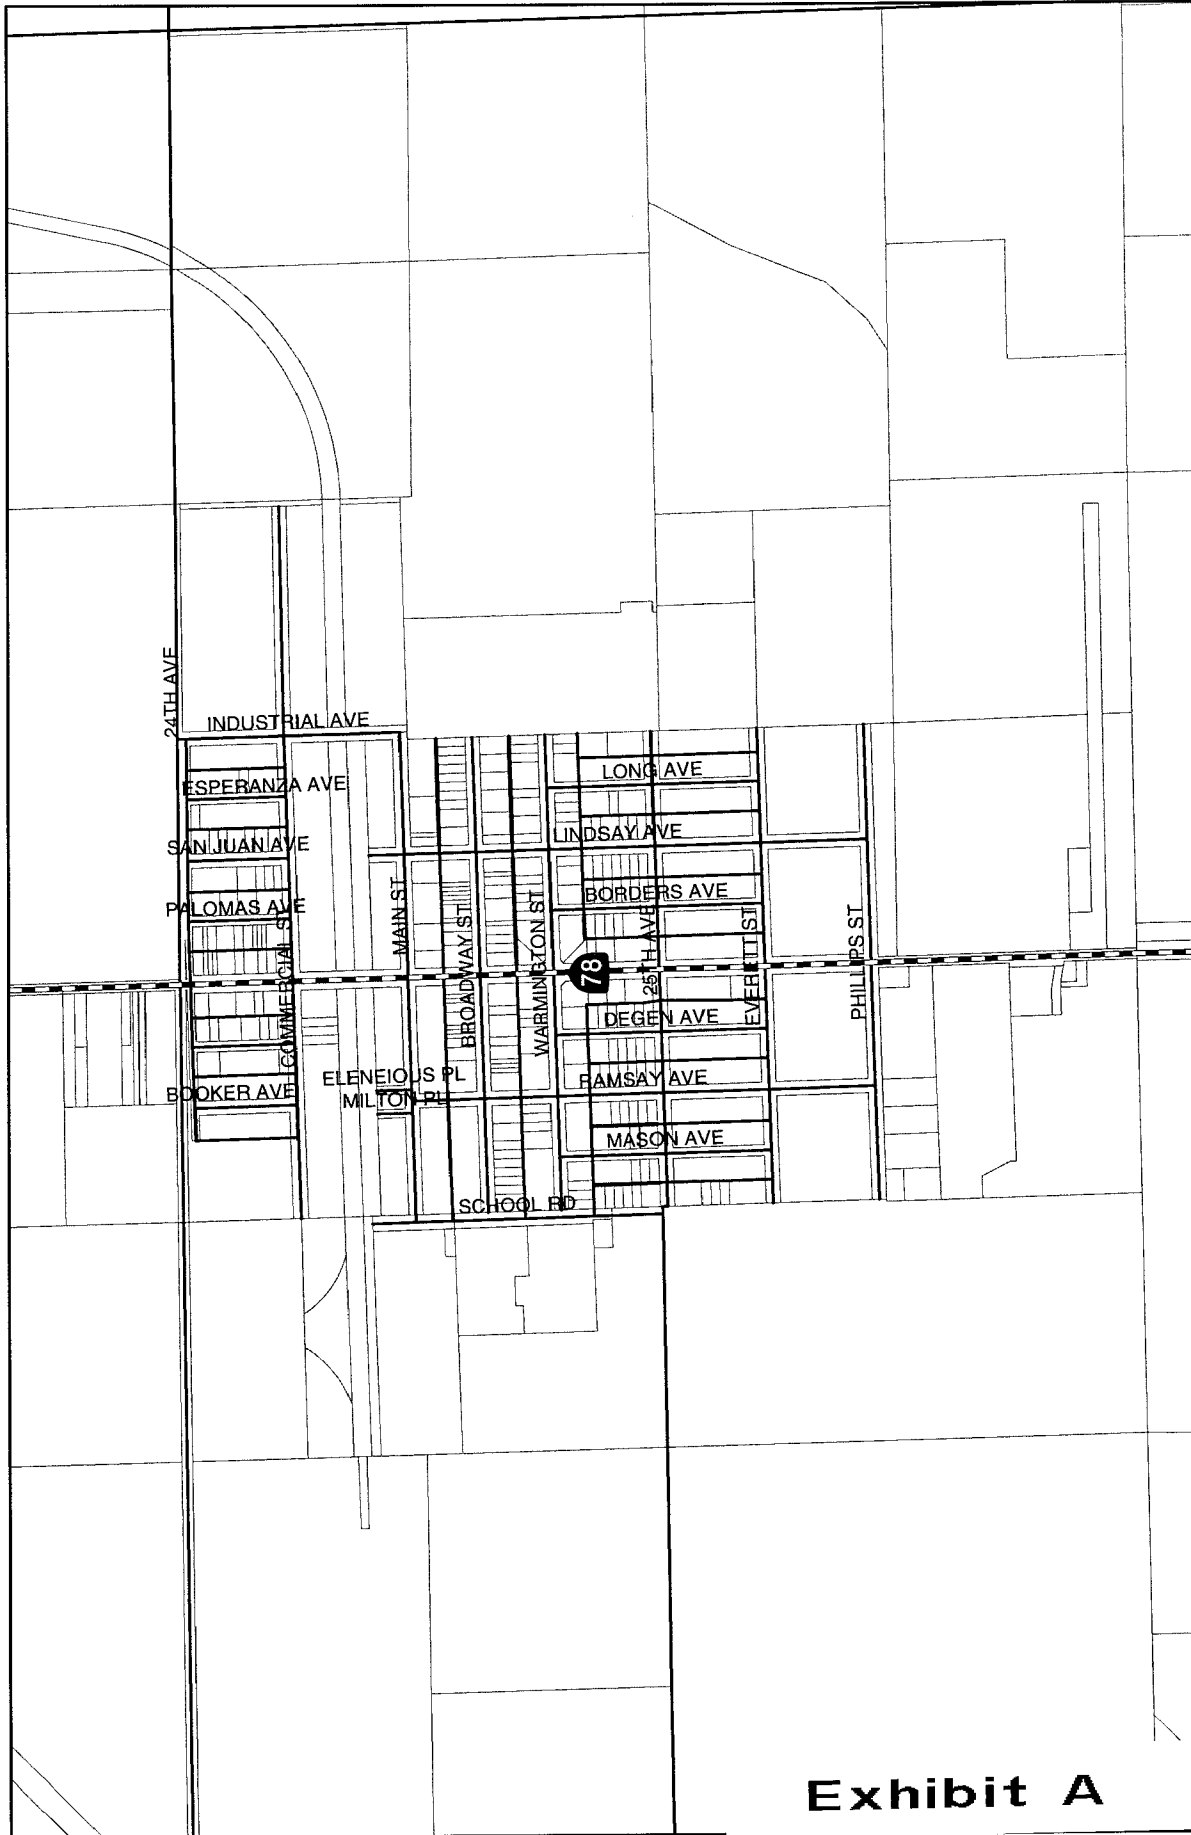 24TH AVE
INDUSTRIAL AVE
ESPERANZA AVE
LONG AVE
SAN JUAN AVE
LINDSAY AVE
PALOMAS AVE
BORDERS AVE
COMMERCIAL ST
MAIN ST
BROADWAY ST
WARMINGTON ST
78
25TH AVE
EVERETT ST
PHILLIPS ST
DEGEN AVE
ELENEIOUS PL
RAMSAY AVE
BOOKER AVE
MILTON PL
MASON AVE
SCHOOL RD
Exhibit A